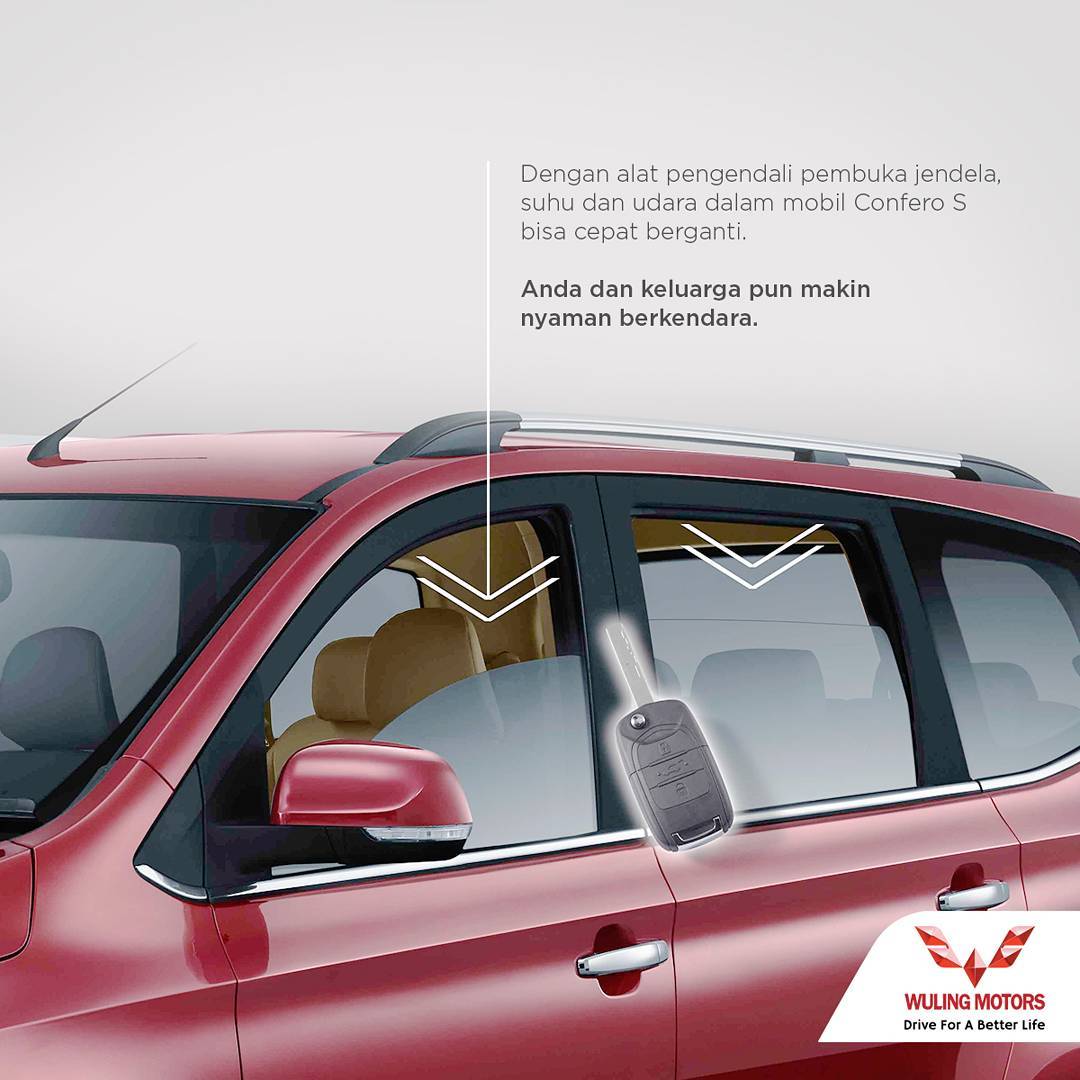 Dengan alat pengendali pembuka jendela,
suhu dan udara dalam mobil Confero S
bisa cepat berganti.
Anda dan keluarga pun makin
nyaman berkendara.
WULING MOTORS
Drive For A Better Life